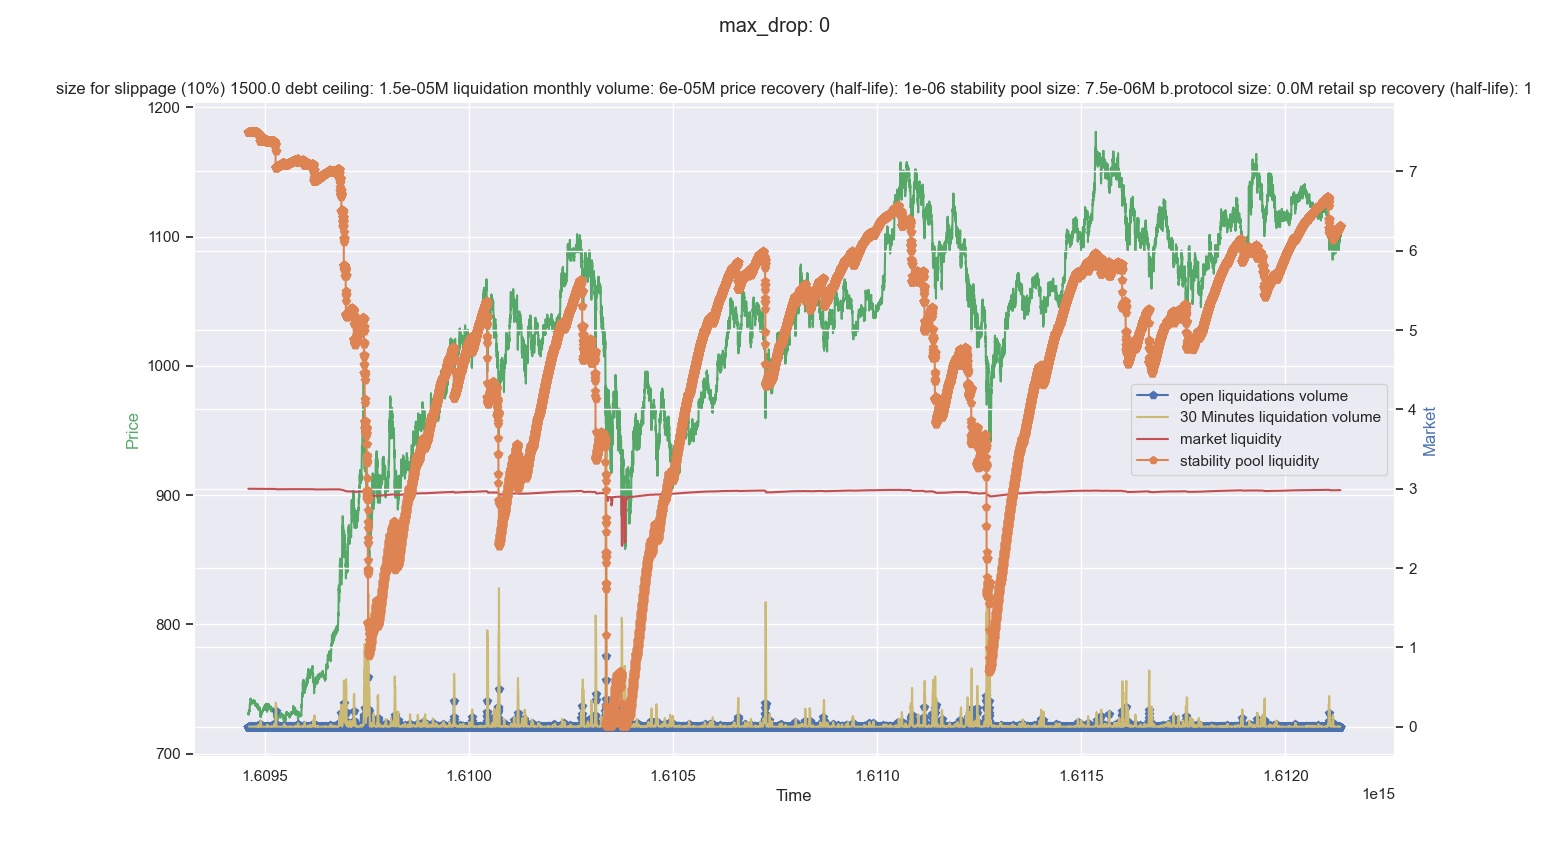 max_drop: 0
size for slippage (10%) 1500.0 debt ceiling: 1.5e-05M liquidation monthly volume: 6e-05M price recovery (half-life): 1e-06 stability pool size: 7.5e-06M b.protocol size: 0.0M retail sp recovery (half-life): 1
1200
1100
1000
900
800
700
Price
7
6
5
4
3
2
1
0
Market
open liquidations volume
30 Minutes liquidation volume
market liquidity
stability pool liquidity
1.6095 1.6100 1.6105 1.6110 1.6115 1.6120
Time
1e15